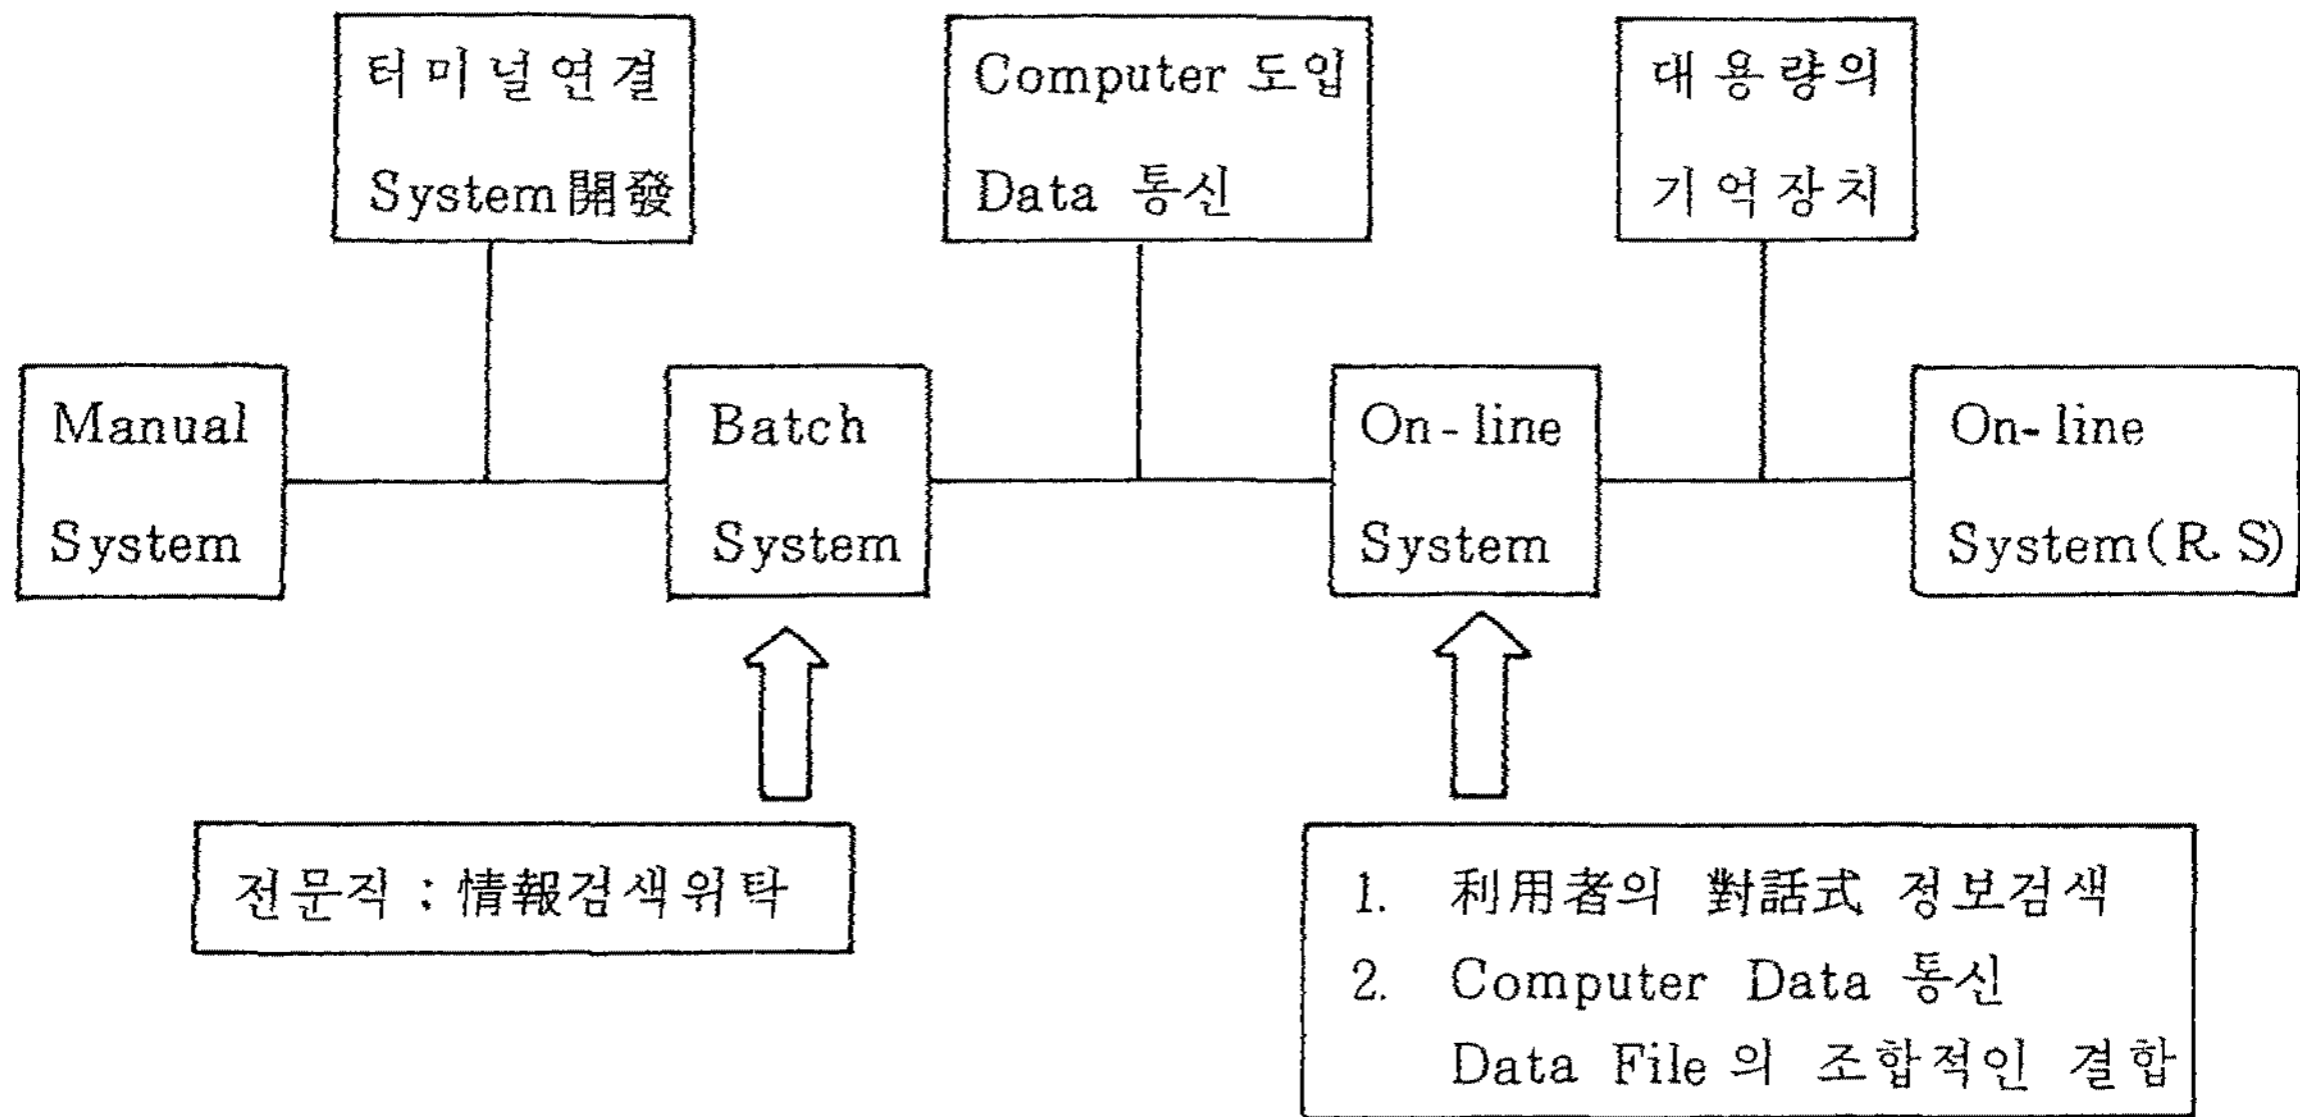 터미널연결
System開發
Computer 도입
Data 통신
대용량의
기억장치
Manual
System
Batch
System
On-line
System
On-line
System(R.S)
전문직 : 情報검색위탁
1. 利用者의 對話式 정보검색
2. Computer Data 통신
Data File의 조합적인 결합